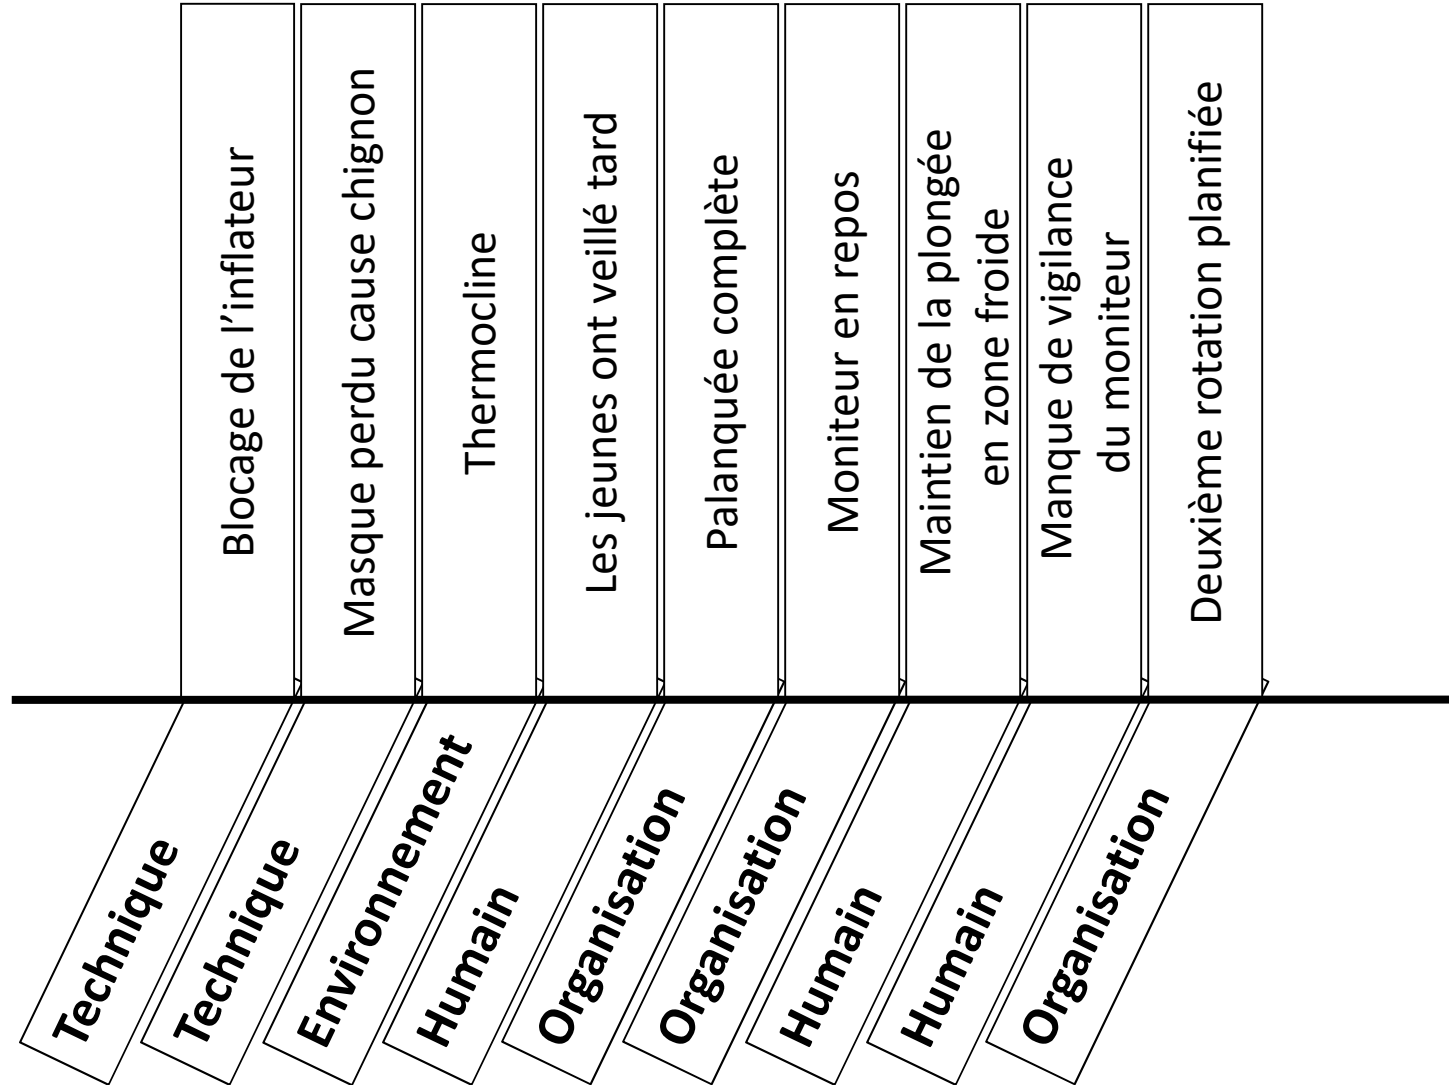 Blocage de l’inflateur
Masque perdu cause chignon
Thermocline
Les jeunes ont veillé tard
Palanquée complète
Moniteur en repos
Maintien de la plongée
en zone froide
Manque de vigilance
du moniteur
Deuxième rotation planifiée
Technique
Technique
Environnement
Humain
Organisation
Organisation
Humain
Humain
Organisation